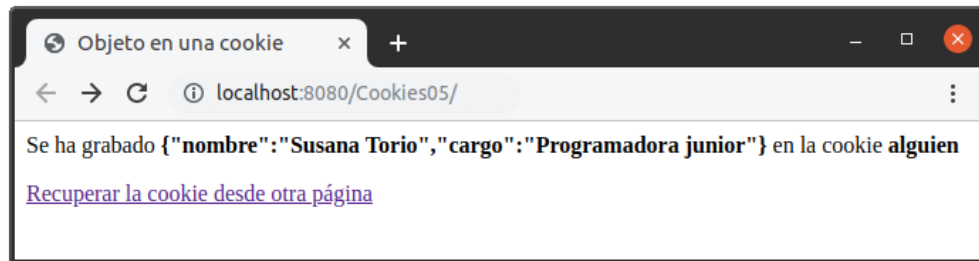 Objeto en una cookie
localhost:8080/Cookies05/
Se ha grabado {"nombre":"Susana Torio","cargo":"Programadora junior"} en la cookie alguien
Recuperar la cookie desde otra página